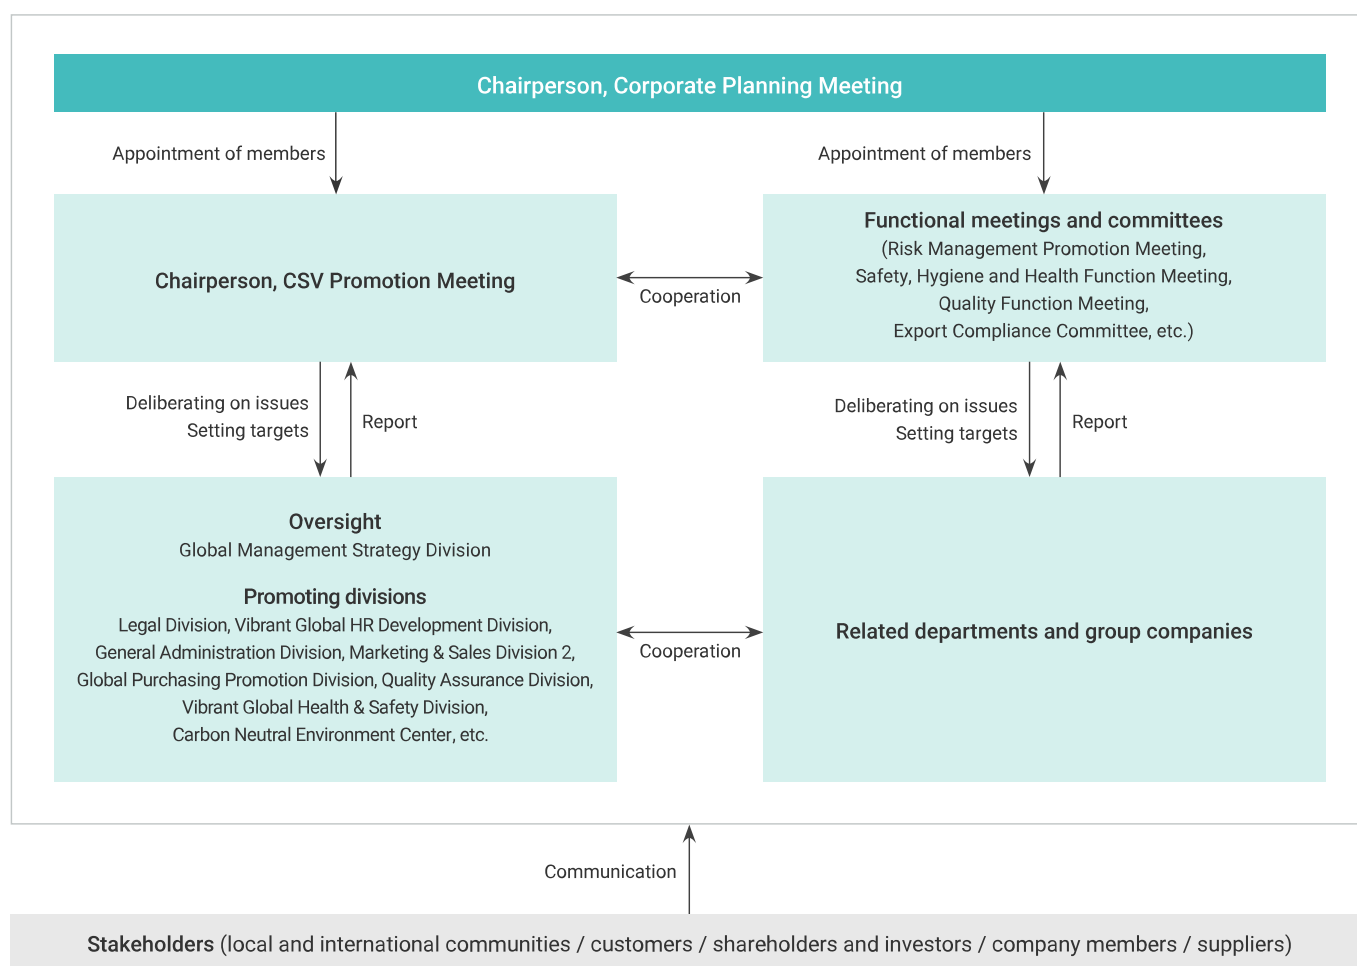 Chairperson, Corporate Planning Meeting
Appointment of members
Appointment of members
Chairperson, CSV Promotion Meeting
Cooperation
Functional meetings and committees
(Risk Management Promotion Meeting,
Safety, Hygiene and Health Function Meeting,
Quality Function Meeting,
Export Compliance Committee, etc.)
Deliberating on issues
Setting targets
Report
Deliberating on issues
Setting targets
Report
Oversight
Global Management Strategy Division
Promoting divisions
Legal Division, Vibrant Global HR Development Division,
General Administration Division, Marketing & Sales Division 2,
Global Purchasing Promotion Division, Quality Assurance Division,
Vibrant Global Health & Safety Division,
Carbon Neutral Environment Center, etc.
Cooperation
Related departments and group companies
Communication
Stakeholders (local and international communities / customers / shareholders and investors / company members / suppliers)